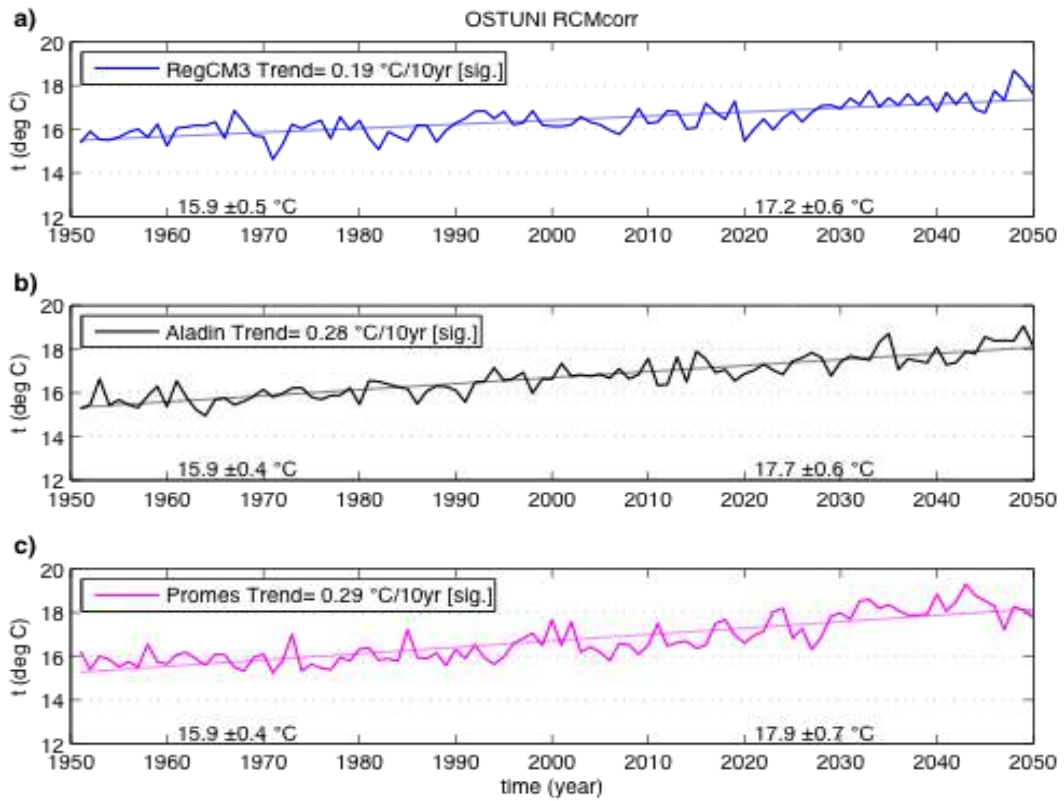 OSTUNI RCMcorr
a)
RegCM3 Trend= 0.19 °C/10yr [sig.]
t (deg C)
20
18
16
14
12
15.9 ±0.5 °C 17.2 ±0.6 °C
1950 1960 1970 1980 1990 2000 2010 2020 2030 2040 2050
b)
Aladin Trend= 0.28 °C/10yr [sig.]
t (deg C)
20
18
16
14
12
15.9 ±0.4 °C 17.7 ±0.6 °C
1950 1960 1970 1980 1990 2000 2010 2020 2030 2040 2050
c)
Promes Trend= 0.29 °C/10yr [sig.]
t (deg C)
20
18
16
14
12
15.9 ±0.4 °C 17.9 ±0.7 °C
1950 1960 1970 1980 1990 2000 2010 2020 2030 2040 2050
time (year)